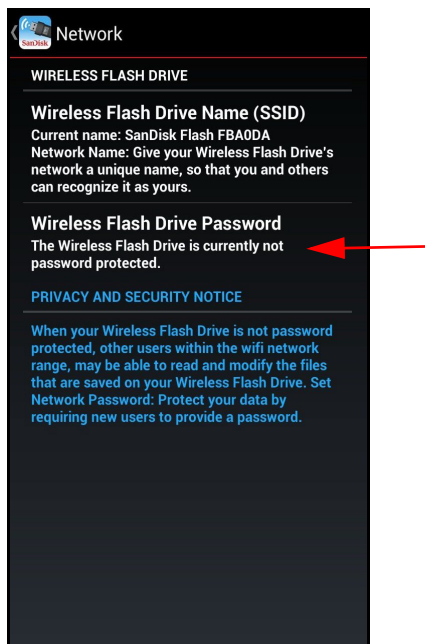 SanDisk
Network
WIRELESS FLASH DRIVE
Wireless Flash Drive Name (SSID)
Current name: SanDisk Flash FBA0DA
Network Name: Give your Wireless Flash Drive's
network a unique name, so that you and others
can recognize it as yours.
Wireless Flash Drive Password
The Wireless Flash Drive is currently not
password protected.
PRIVACY AND SECURITY NOTICE
When your Wireless Flash Drive is not password
protected, other users within the wifi network
range, may be able to read and modify the files
that are saved on your Wireless Flash Drive. Set
Network Password: Protect your data by
requiring new users to provide a password.